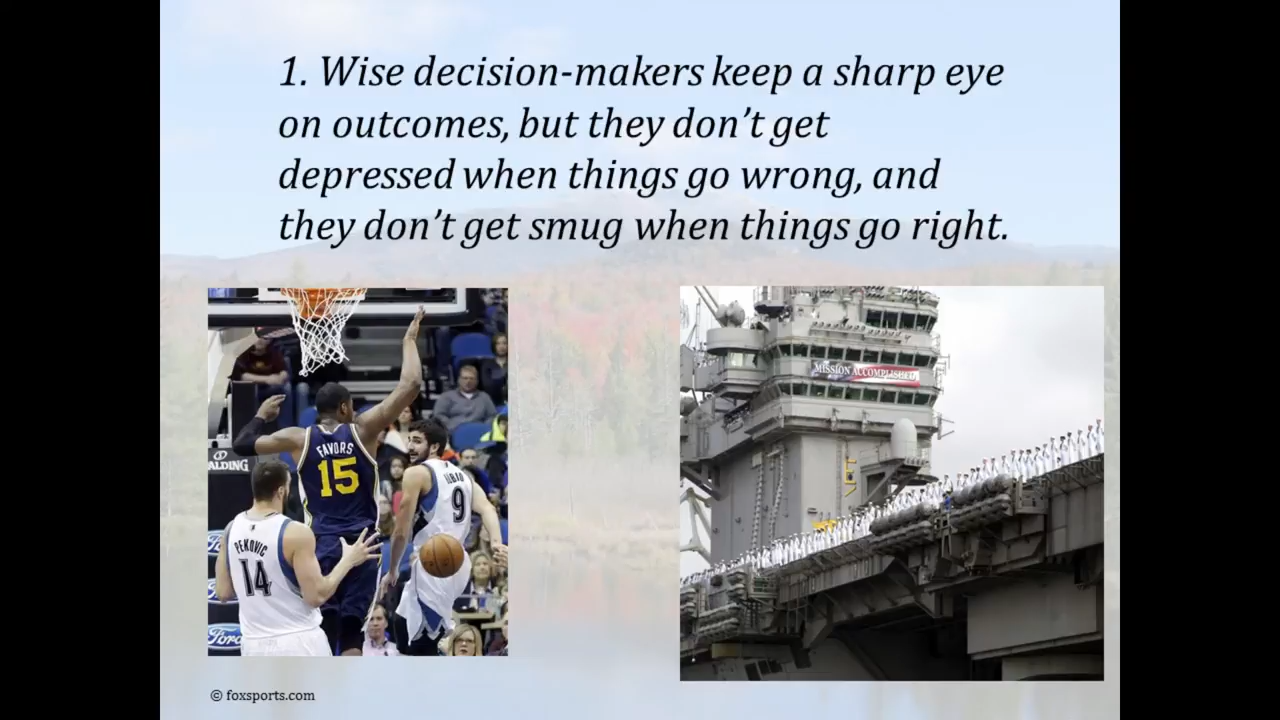 1. Wise decision-makers keep a sharp eye
on outcomes, but they don't get
depressed when things go wrong, and
they don't get smug when things go right.
MISSION ACCOMPLISHED
FAVORS
15
SPALDING
RUBIO
9
PEKOVIC
14
Ford
Ford
© foxsports.com